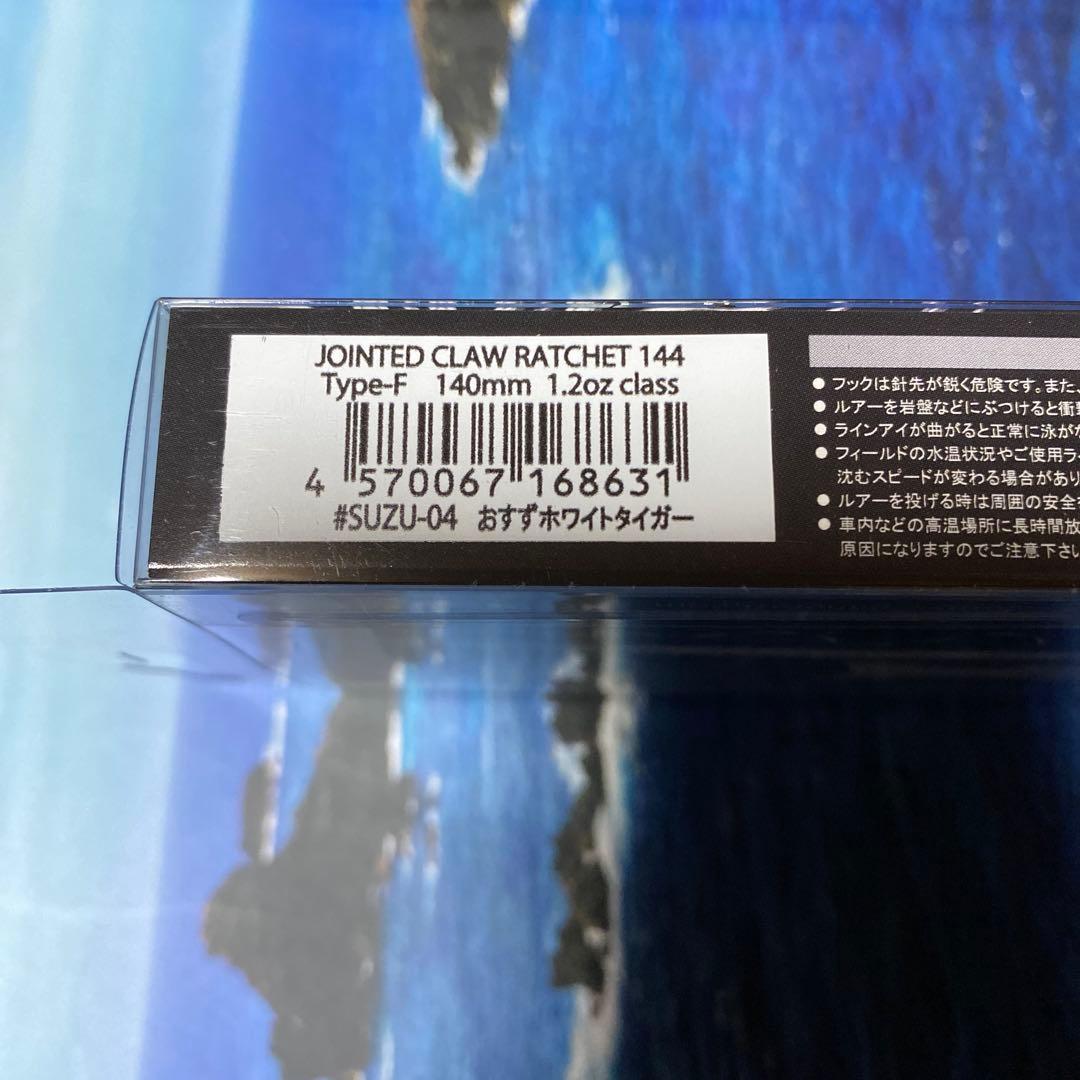 JOINTED CLAW RATCHET 144
Type-F 140mm 1.2oz class
4 570067 168631
#SUZU-04 おすずホワイトタイガー
● フックは針先が鋭く危険です。また、
● ルアーを岩盤などにぶつけると衝撃
● ラインアイが曲がると正常に泳がな
● フィールドの水温状況やご使用ラ
沈むスピードが変わる場合があり
● ルアーを投げる時は周囲の安全
● 車内などの高温場所に長時間放
原因になりますのでご注意下さい